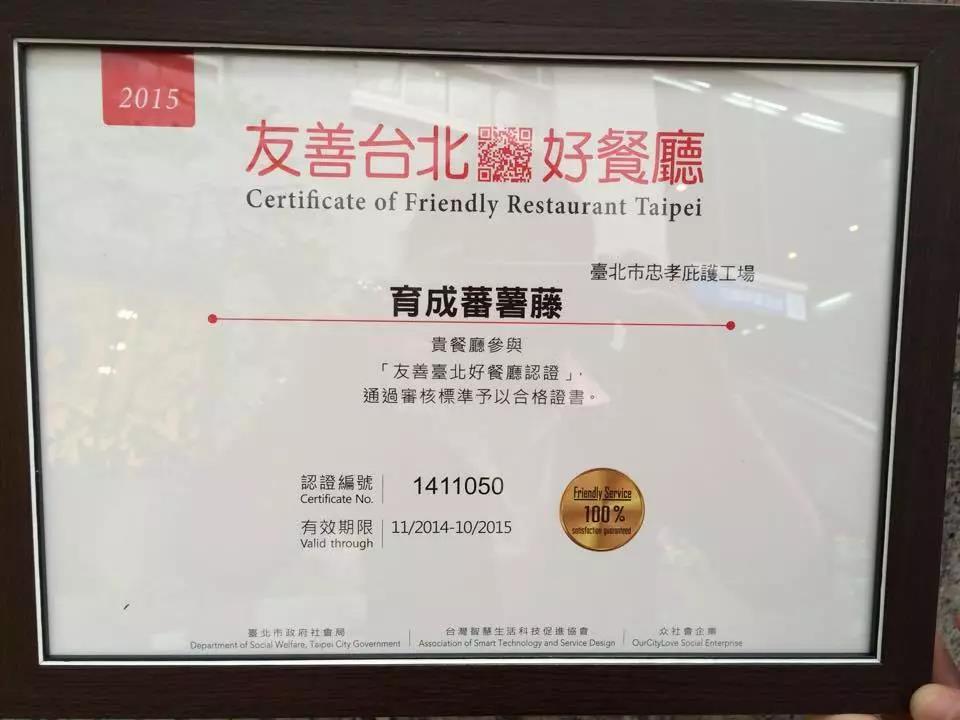 2015
友善台北好餐廳
Certificate of Friendly Restaurant Taipei
臺北市忠孝庇護工場
育成蕃薯藤
貴餐廳參與
「友善臺北好餐廳認證」，
通過審核標準予以合格證書。
認證編號 1411050
Certificate No.
有效期限 11/2014-10/2015
Valid through
Friendly Service
100%
satisfaction guaranteed
臺北市政府社會局 台灣智慧生活科技促進協會 众社會企業
Department of Social Welfare, Taipei City Government Association of Smart Technology and Service Design OurCityLove Social Enterprise